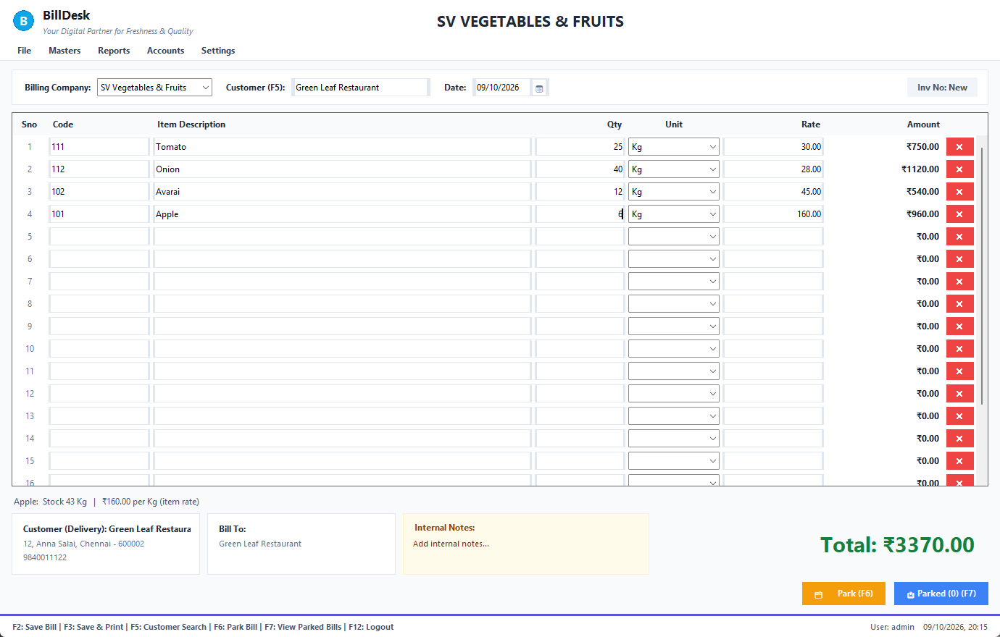 B BillDesk
Your Digital Partner for Freshness & Quality
SV VEGETABLES & FRUITS
File Masters Reports Accounts Settings
Billing Company: SV Vegetables & Fruits Customer (F5): Green Leaf Restaurant Date: 09/10/2026 Inv No: New
Sno Code Item Description Qty Unit Rate Amount
1 111 Tomato 25 Kg 30.00 ₹750.00
2 112 Onion 40 Kg 28.00 ₹1120.00
3 102 Avarai 12 Kg 45.00 ₹540.00
4 101 Apple 6 Kg 160.00 ₹960.00
5 ₹0.00
6 ₹0.00
7 ₹0.00
8 ₹0.00
9 ₹0.00
10 ₹0.00
11 ₹0.00
12 ₹0.00
13 ₹0.00
14 ₹0.00
15 ₹0.00
16 ₹0.00
Apple: Stock 43 Kg | ₹160.00 per Kg (item rate)
Customer (Delivery): Green Leaf Restaura
12, Anna Salai, Chennai - 600002
9840011122
Bill To:
Green Leaf Restaurant
Internal Notes:
Add internal notes...
Total: ₹3370.00
Park (F6) Parked (0) (F7)
F2: Save Bill | F3: Save & Print | F5: Customer Search | F6: Park Bill | F7: View Parked Bills | F12: Logout
User: admin 09/10/2026, 20:15